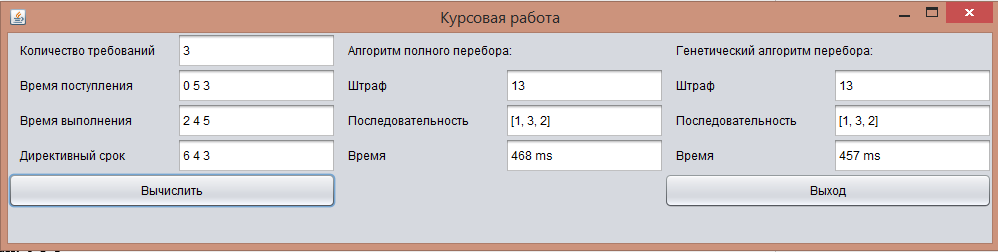 Курсовая работа
Количество требований 3 Алгоритм полного перебора: Генетический алгоритм перебора:
Время поступления 0 5 3 Штраф 13 Штраф 13
Время выполнения 2 4 5 Последовательность [1, 3, 2] Последовательность [1, 3, 2]
Директивный срок 6 4 3 Время 468 ms Время 457 ms
Вычислить Выход